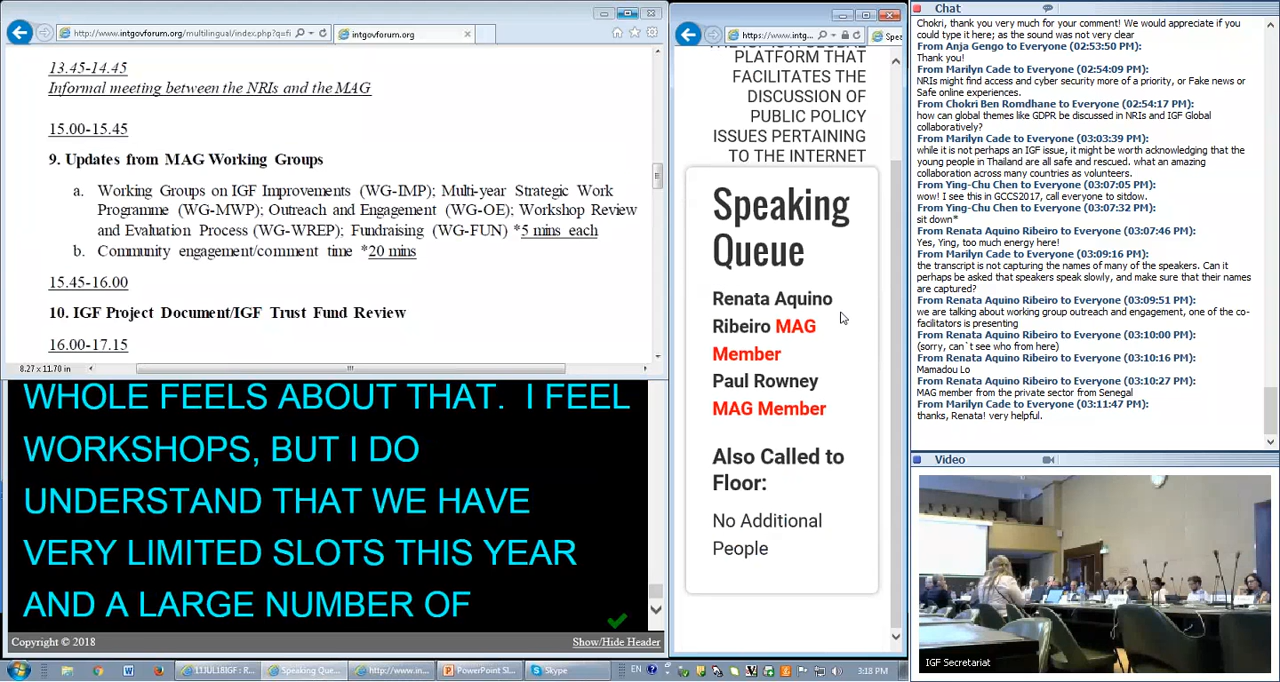 http://www.intgovforum.org/multilingual/index.php?q=fi
intgovforum.org
13.45-14.45
Informal meeting between the NRIs and the MAG
15.00-15.45
9. Updates from MAG Working Groups
a. Working Groups on IGF Improvements (WG-IMP); Multi-year Strategic Work
Programme (WG-MWP); Outreach and Engagement (WG-OE); Workshop Review
and Evaluation Process (WG-WREP); Fundraising (WG-FUN) *5 mins each
b. Community engagement/comment time *20 mins
15.45-16.00
10. IGF Project Document/IGF Trust Fund Review
16.00-17.15
8.27 x 11.70 in
WHOLE FEELS ABOUT THAT. I FEEL
WORKSHOPS, BUT I DO
UNDERSTAND THAT WE HAVE
VERY LIMITED SLOTS THIS YEAR
AND A LARGE NUMBER OF
Copyright © 2018
Show/Hide Header
https://www.intg...
Spea
PLATFORM THAT
FACILITATES THE
DISCUSSION OF
PUBLIC POLICY
ISSUES PERTAINING
TO THE INTERNET
Speaking
Queue
Renata Aquino
Ribeiro MAG
Member
Paul Rowney
MAG Member
Also Called to
Floor:
No Additional
People
Chat
Chokri, thank you very much for your comment! We would appreciate if you
could type it here; as the sound was not very clear
From Anja Gengo to Everyone (02:53:50 PM):
Thank you!
From Marilyn Cade to Everyone (02:54:09 PM):
NRIs might find access and cyber security more of a priority, or Fake news or
Safe online experiences.
From Chokri Ben Romdhane to Everyone (02:54:17 PM):
how can global themes like GDPR be discussed in NRIs and IGF Global
collaboratively?
From Marilyn Cade to Everyone (03:03:39 PM):
while it is not perhaps an IGF issue, it might be worth acknowledging that the
young people in Thailand are all safe and rescued. what an amazing
collaboration across many countries as volunteers.
From Ying-Chu Chen to Everyone (03:07:05 PM):
wow! I see this in GCCS2017, call everyone to sitdow.
From Ying-Chu Chen to Everyone (03:07:32 PM):
sit down*
From Renata Aquino Ribeiro to Everyone (03:07:46 PM):
Yes, Ying, too much energy here!
From Marilyn Cade to Everyone (03:09:16 PM):
the transcript is not capturing the names of many of the speakers. Can it
perhaps be asked that speakers speak slowly, and make sure that their names
are captured?
From Renata Aquino Ribeiro to Everyone (03:09:51 PM):
we are talking about working group outreach and engagement, one of the co-
facilitators is presenting
From Renata Aquino Ribeiro to Everyone (03:10:00 PM):
(sorry, can`t see who from here)
From Renata Aquino Ribeiro to Everyone (03:10:16 PM):
Mamadou Lo
From Renata Aquino Ribeiro to Everyone (03:10:27 PM):
MAG member from the private sector from Senegal
From Marilyn Cade to Everyone (03:11:47 PM):
thanks, Renata! very helpful.
Video
IGF Secretariat
11JUL18IGF : R...
Speaking Que...
http://www.in...
PowerPoint Sl...
Skype
EN
3:18 PM